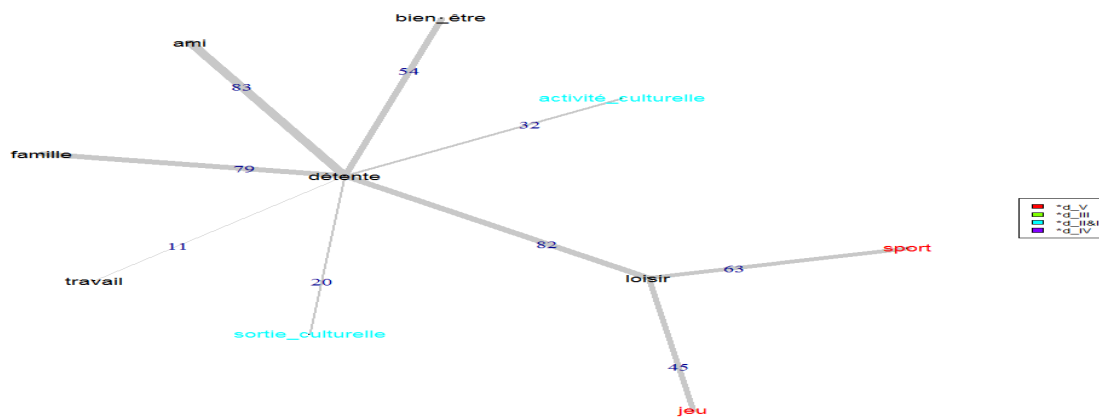 bien_être
ami
54
83
activité_culturelle
32
famille
79
détente
*d_V
*d_III
*d_II&I
*d_IV
11
82
sport
63
travail
20
loisir
sortie_culturelle
45
jeu